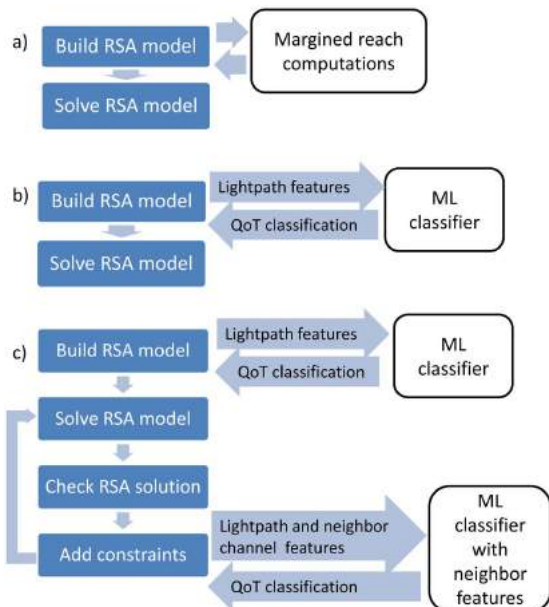 a)
Build RSA model
Margined reach
computations
Solve RSA model
b)
Build RSA model
Lightpath features
QoT classification
ML
classifier
Solve RSA model
c)
Build RSA model
Lightpath features
QoT classification
ML
classifier
Solve RSA model
Check RSA solution
Add constraints
Lightpath and neighbor
channel features
QoT classification
ML
classifier
with
neighbor
features